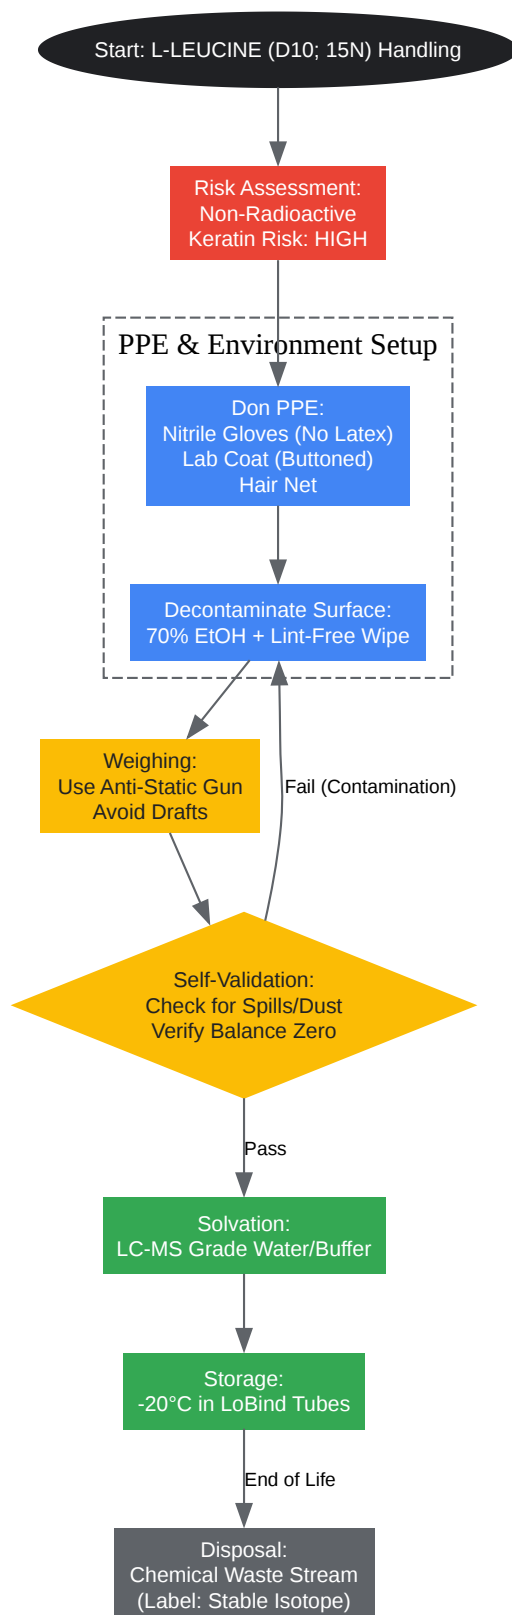 Start: L-LEUCINE (D10; 15N) Handling
Risk Assessment:
Non-Radioactive
Keratin Risk: HIGH
PPE & Environment Setup
Don PPE:
Nitrile Gloves (No Latex)
Lab Coat (Buttoned)
Hair Net
Decontaminate Surface:
70% EtOH + Lint-Free Wipe
Weighing:
Use Anti-Static Gun
Avoid Drafts
Fail (Contamination)
Self-Validation:
Check for Spills/Dust
Verify Balance Zero
Pass
Solvation:
LC-MS Grade Water/Buffer
Storage:
-20°C in LoBind Tubes
End of Life
Disposal:
Chemical Waste Stream
(Label: Stable Isotope)